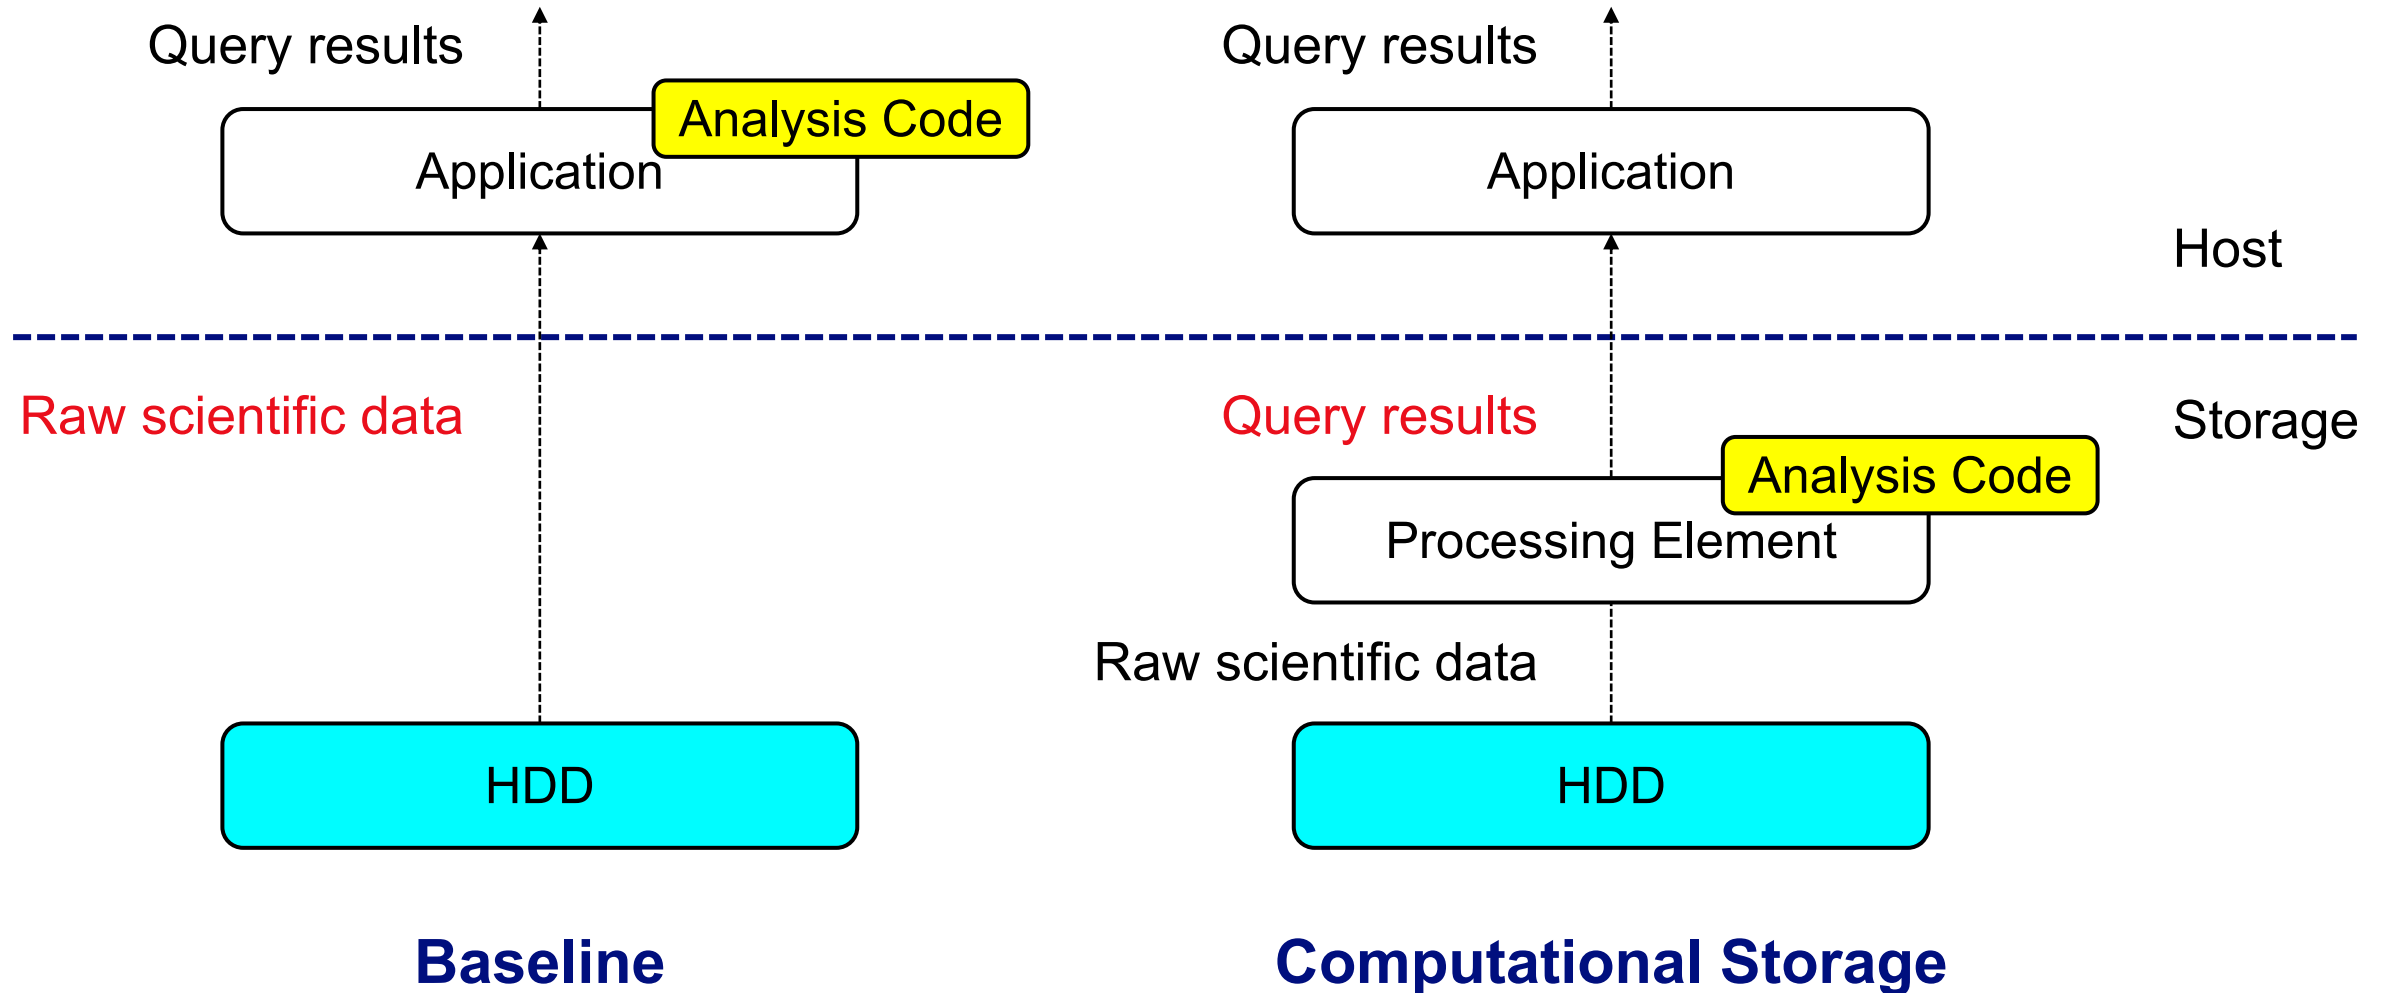 Query results
Analysis Code
Application
Raw scientific data
HDD
Baseline
Query results
Application
Query results
Analysis Code
Processing Element
Raw scientific data
HDD
Computational Storage
Host
Storage